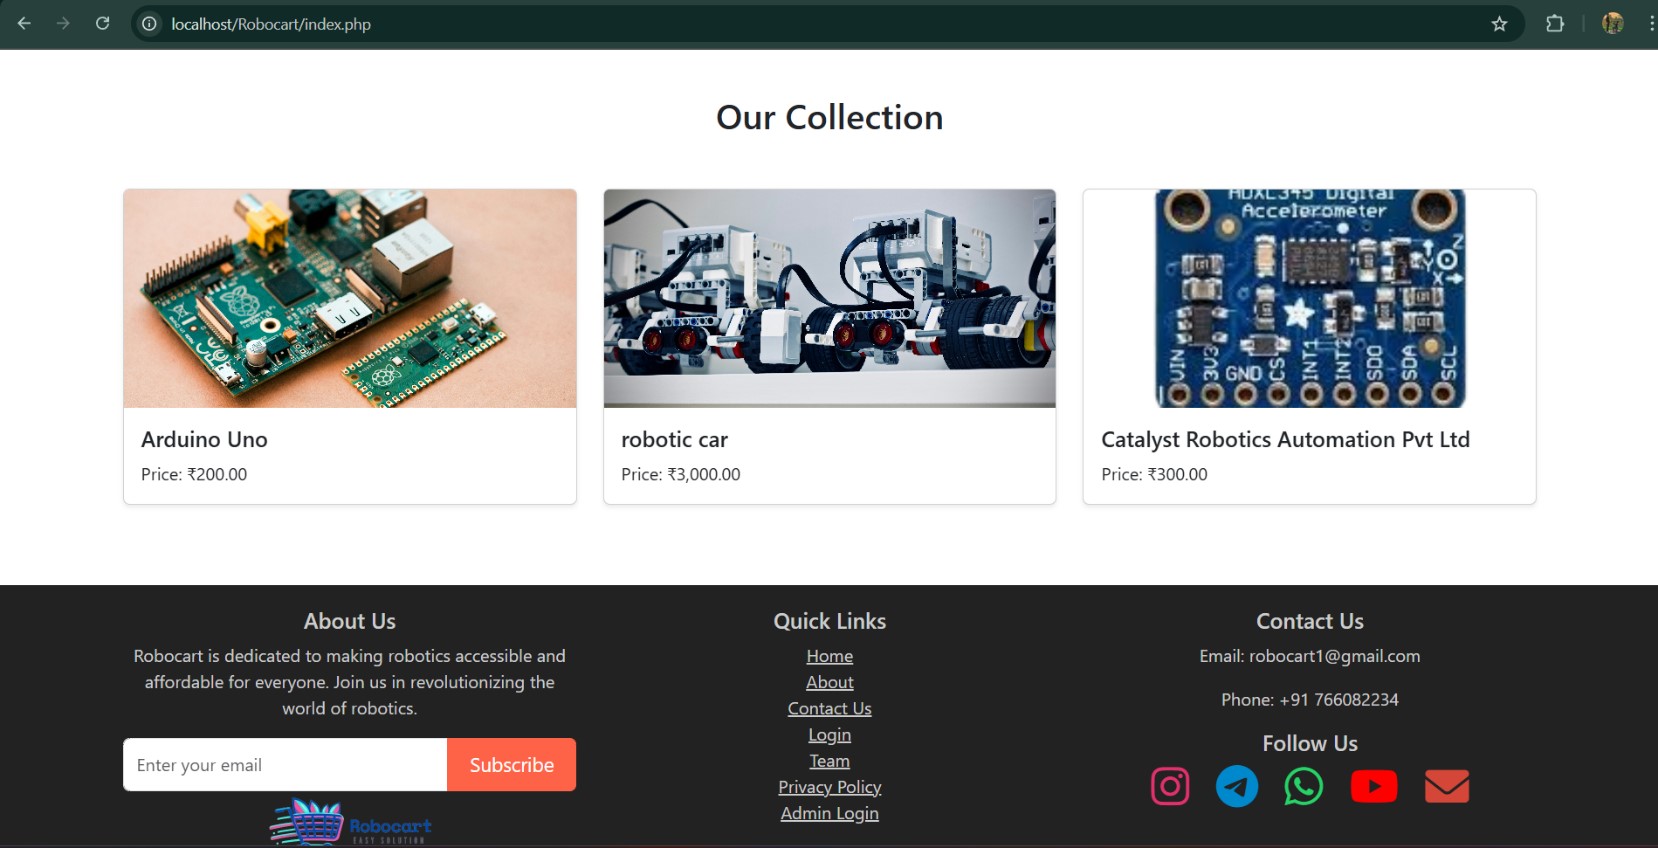 localhost/Robocart/index.php
Our Collection
ADXL345 Digital
Accelerometer
VIN 3V3 GND CS INT1 INT2 SDO SDA SCL
Arduino Uno
Price: ₹200.00
robotic car
Price: ₹3,000.00
Catalyst Robotics Automation Pvt Ltd
Price: ₹300.00
About Us
Robocart is dedicated to making robotics accessible and
affordable for everyone. Join us in revolutionizing the
world of robotics.
Enter your email
Subscribe
Robocart
EASY SOLUTION
Quick Links
Home
About
Contact Us
Login
Team
Privacy Policy
Admin Login
Contact Us
Email: robocart1@gmail.com
Phone: +91 766082234
Follow Us